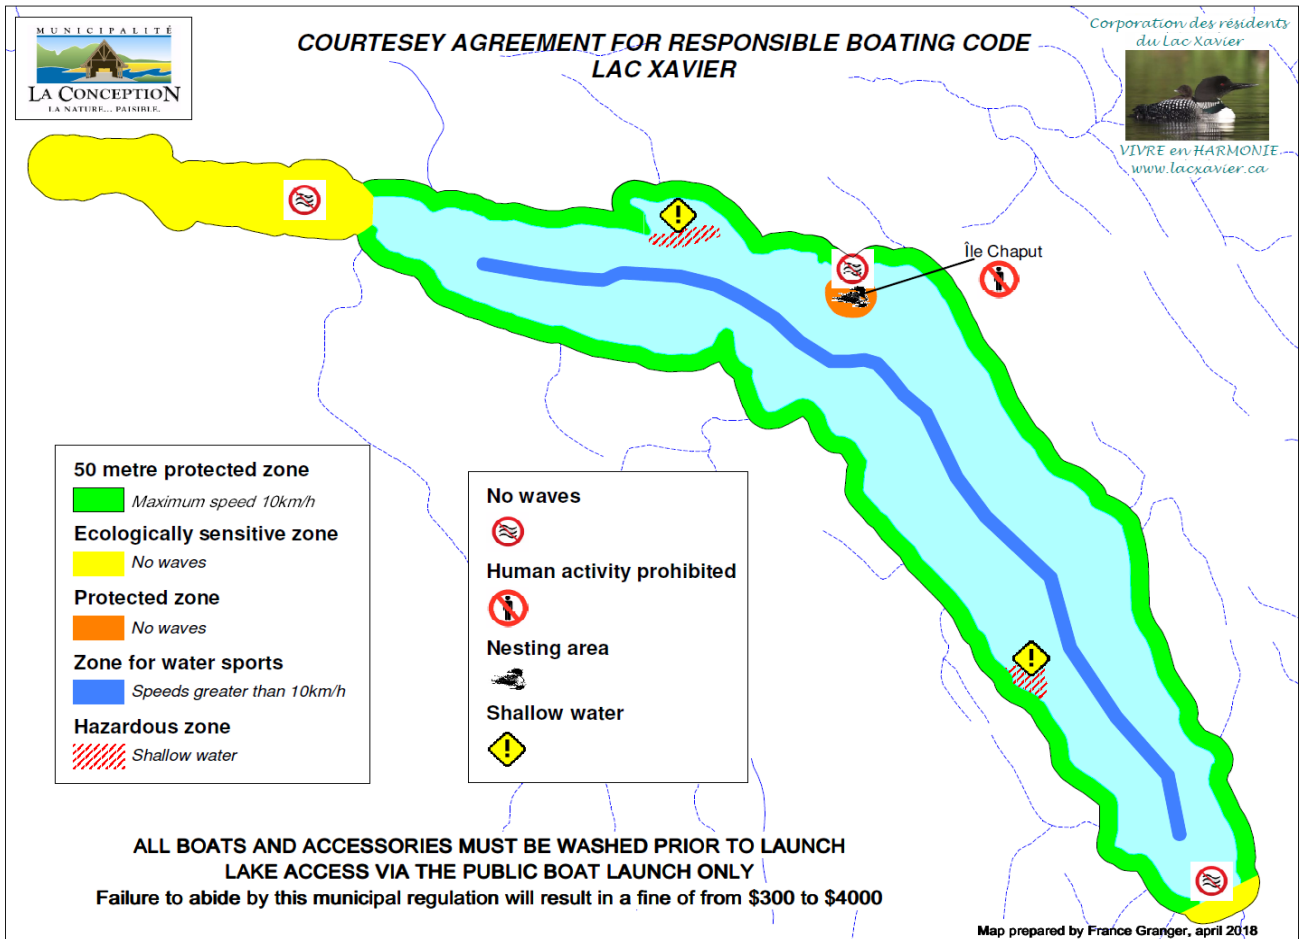 MUNICIPALITÉ
LA CONCEPTION
LA NATURE... PAISIBLE.
COURTESEY AGREEMENT FOR RESPONSIBLE BOATING CODE
LAC XAVIER
Corporation des résidents
du Lac Xavier
VIVRE en HARMONIE
www.lacxavier.ca
Île Chaput
50 metre protected zone
Maximum speed 10km/h
Ecologically sensitive zone
No waves
Protected zone
No waves
Zone for water sports
Speeds greater than 10km/h
Hazardous zone
Shallow water
No waves
Human activity prohibited
Nesting area
Shallow water
ALL BOATS AND ACCESSORIES MUST BE WASHED PRIOR TO LAUNCH
LAKE ACCESS VIA THE PUBLIC BOAT LAUNCH ONLY
Failure to abide by this municipal regulation will result in a fine of from $300 to $4000
Map prepared by France Granger, april 2018